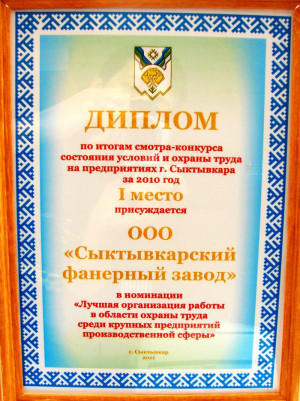 ДИПЛОМ
по итогам смотра-конкурса
состояния условий и охраны труда
на предприятиях г. Сыктывкара
за 2010 год
I место
присуждается
ООО
«Сыктывкарский
фанерный завод»
в номинации
«Лучшая организация работы
в области охраны труда
среди крупных предприятий
производственной сферы»
г. Сыктывкар
2011